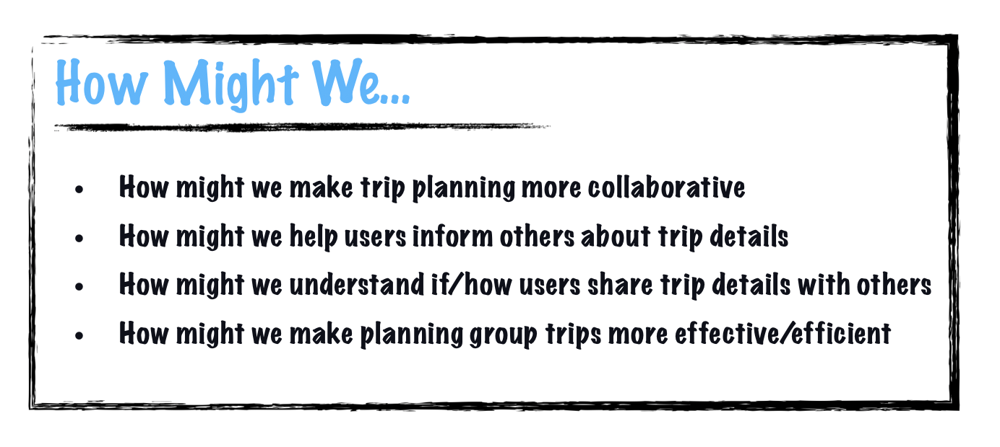 How Might We...
• How might we make trip planning more collaborative
• How might we help users inform others about trip details
• How might we understand if/how users share trip details with others
• How might we make planning group trips more effective/efficient